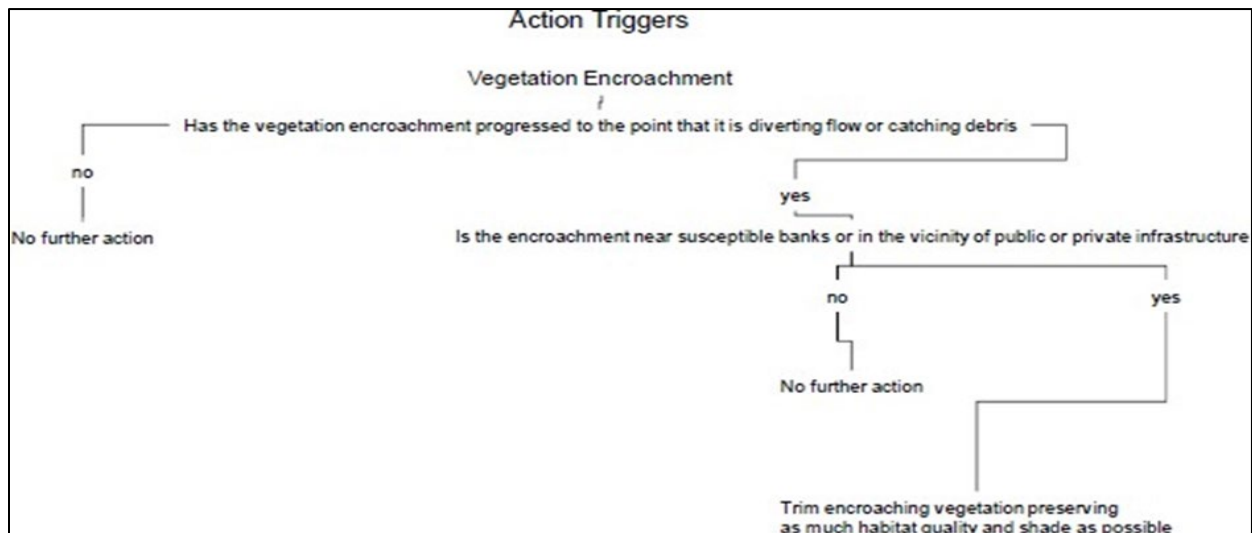 Action Triggers
Vegetation Encroachment
Has the vegetation encroachment progressed to the point that it is diverting flow or catching debris
no
yes
No further action
Is the encroachment near susceptible banks or in the vicinity of public or private infrastructure
no
yes
No further action
Trim encroaching vegetation preserving
as much habitat quality and shade as possible